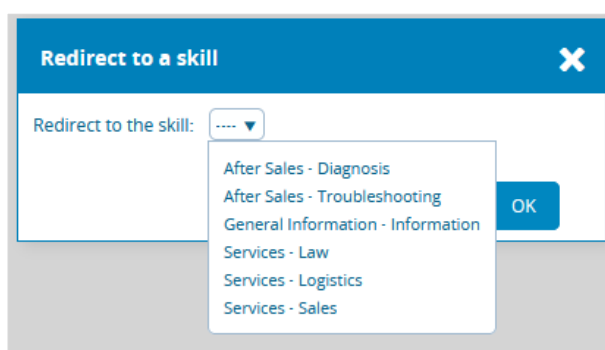 Redirect to a skill
Redirect to the skill: ---- ▼
After Sales - Diagnosis
After Sales - Troubleshooting
General Information - Information
Services - Law
Services - Logistics
Services - Sales
OK